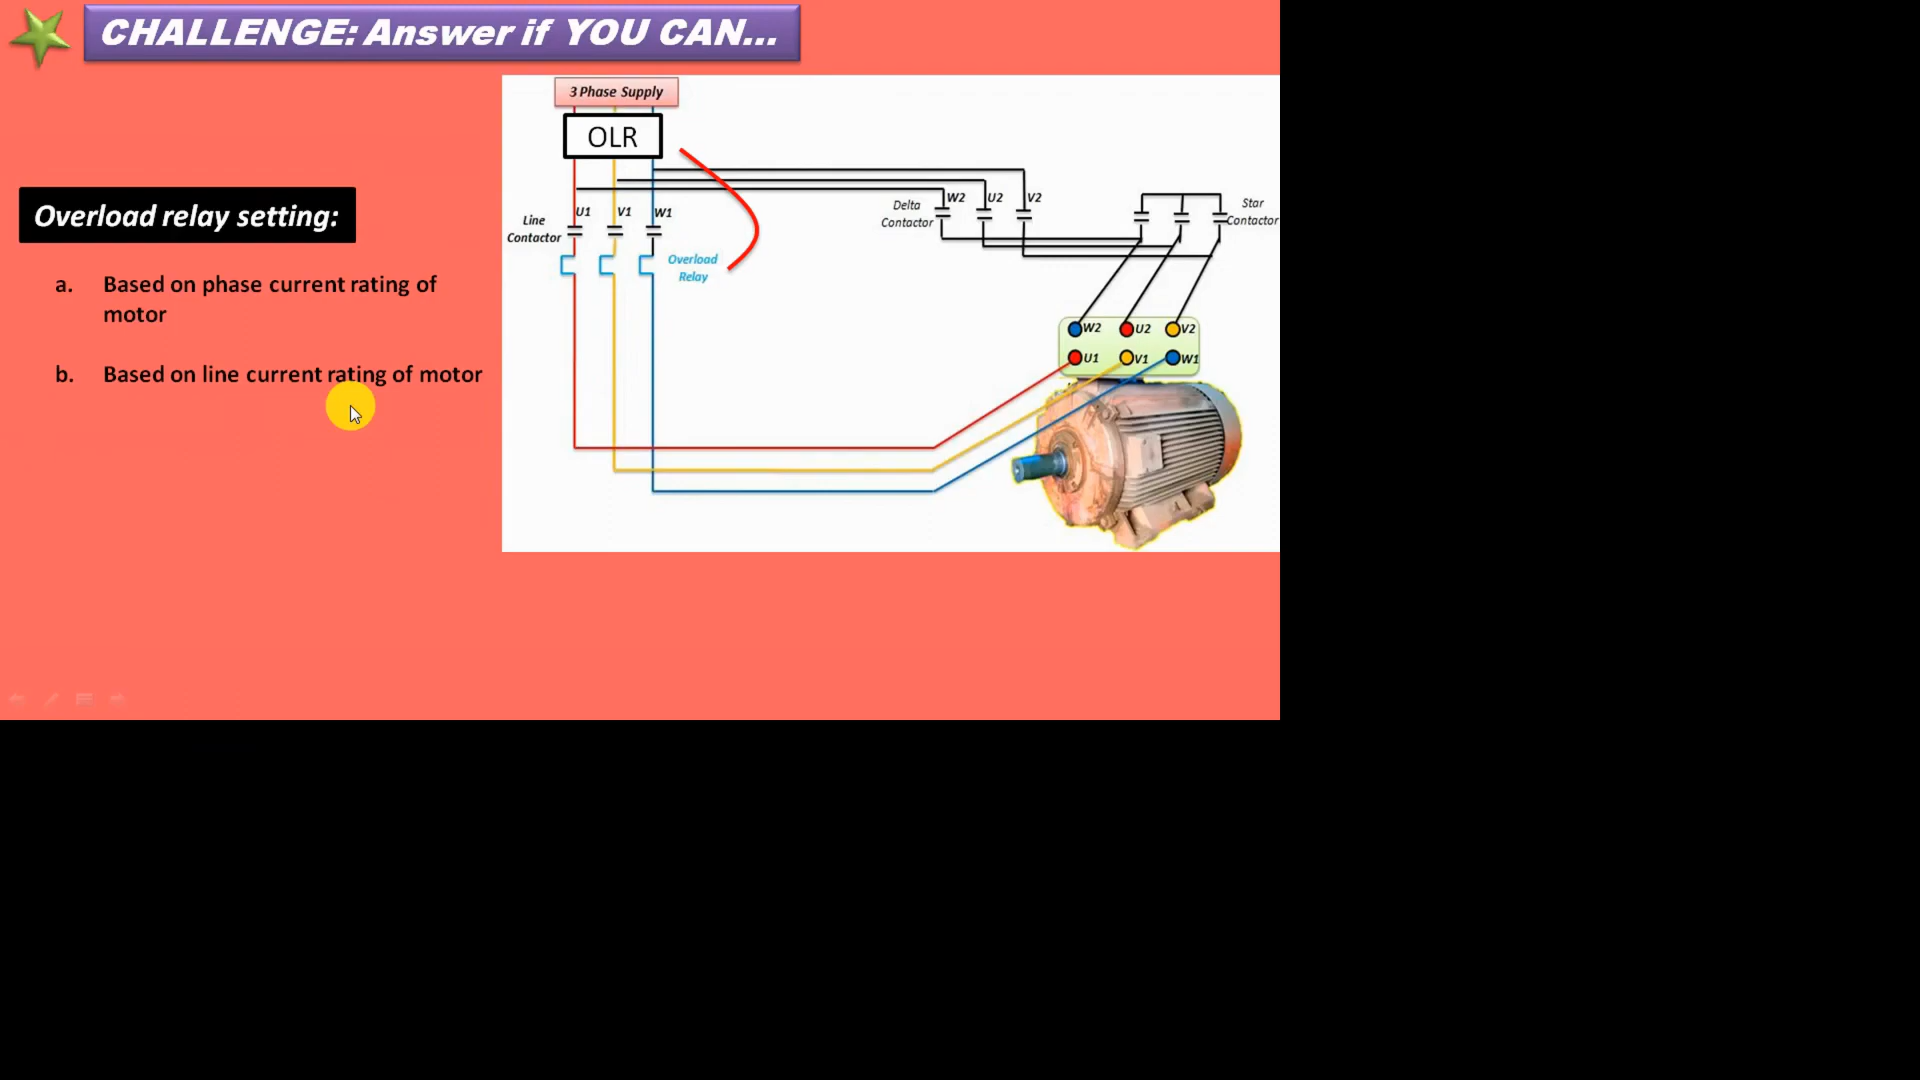 CHALLENGE: Answer if YOU CAN...
3 Phase Supply
OLR
Overload relay setting:
a. Based on phase current rating of
motor
b. Based on line current rating of motor
Line
Contactor
U1 V1 W1
Overload
Relay
Delta
Contactor
W2 U2 V2
Star
Contactor
W2 U2 V2
U1 V1 W1